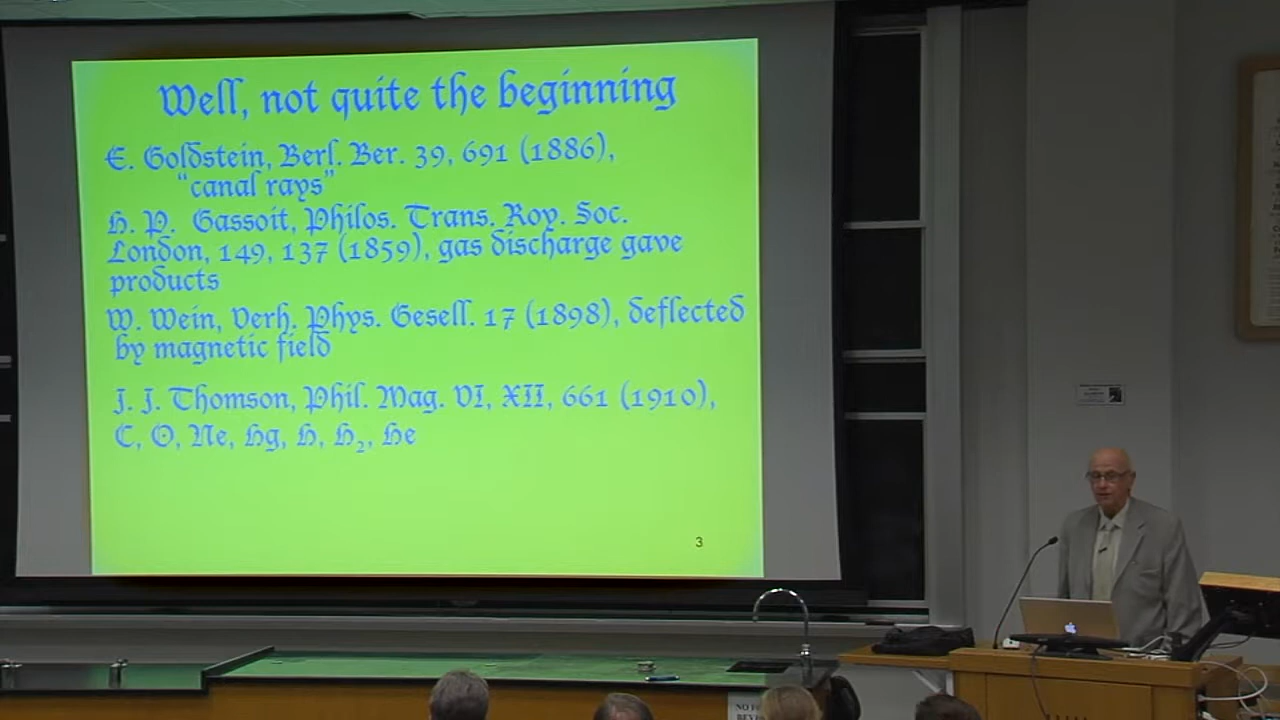 Well, not quite the beginning
E. Goldstein, Berl. Ber. 39, 691 (1886),
“canal rays”
H. P. Gassoit, Philos. Trans. Roy. Soc.
London, 149, 137 (1859), gas discharge gave
products
W. Wein, Verh. Phys. Gesell. 17 (1898), deflected
by magnetic field
J. J. Thomson, Phil. Mag. VI, XII, 661 (1910),
C, O, Ne, Hg, H, H₂, He
3
NO